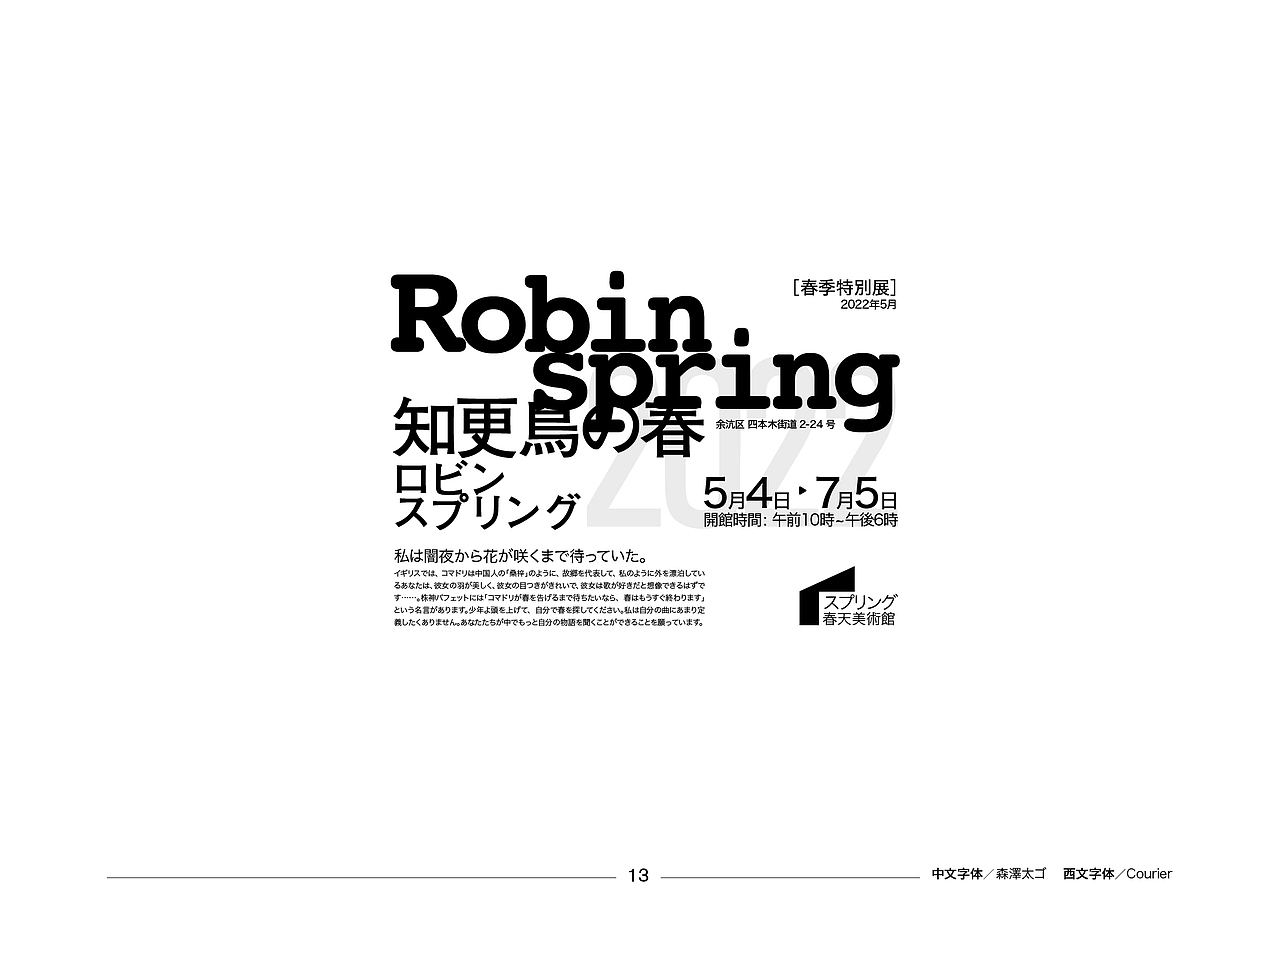 Robin
spring
［春季特別展］
2022年5月
2022
知更鳥の春
ロビン
スプリング
余沆区 四本木街道 2-24 号
5月4日 ▸ 7月5日
開館時間：午前10時~午後6時
私は闇夜から花が咲くまで待っていた。
イギリスでは、コマドリは中国人の「桑梓」のように、故郷を代表して、私のように外を漂泊してい
るあなたは、彼女の羽が美しく、彼女の目つきがきれいで、彼女は歌が好きだと想像できるはずで
す……。株神バフェットには「コマドリが春を告げるまで待ちたいなら、春はもうすぐ終わります」
という名言があります。少年よ頭を上げて、自分で春を探してください。私は自分の曲にあまり定
義したくありません。あなたたちが中でもっと自分の物語を聞くことができることを願っています。
スプリング
春天美術館
13
中文字体／森澤太ゴ 西文字体／Courier